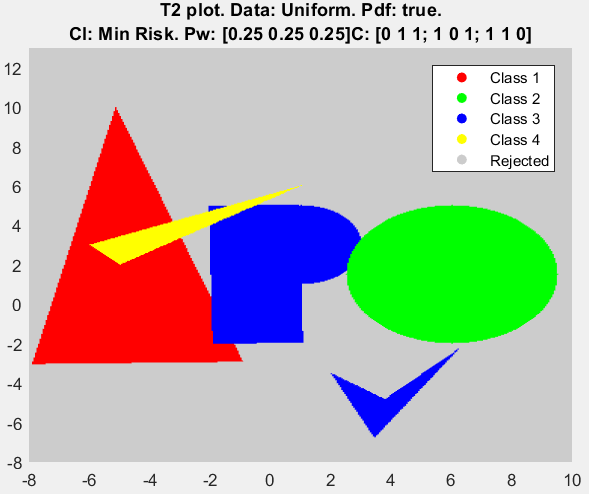 T2 plot. Data: Uniform. Pdf: true.
Cl: Min Risk. Pw: [0.25 0.25 0.25]C: [0 1 1; 1 0 1; 1 1 0]
Class 1
Class 2
Class 3
Class 4
Rejected
12
10
8
6
4
2
0
-2
-4
-6
-8
-8 -6 -4 -2 0 2 4 6 8 10